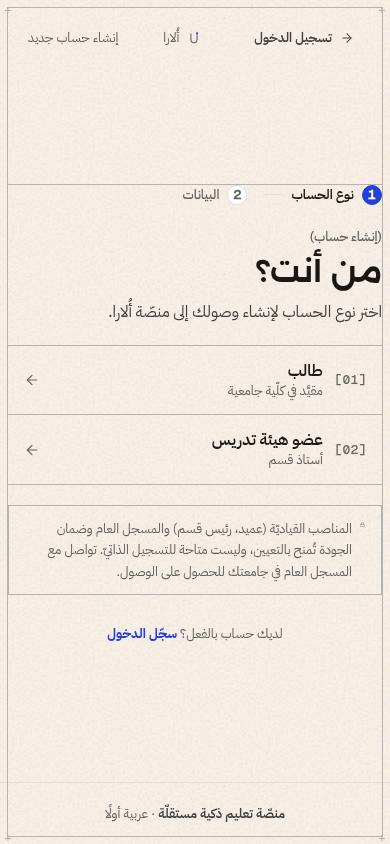 تسجيل الدخول
U أُلارا
إنشاء حساب جديد
1 نوع الحساب
2 البيانات
(إنشاء حساب)
من أنت؟
اختر نوع الحساب لإنشاء وصولك إلى منصّة أُلارا.
[01] طالب
مقيَّد في كلّية جامعية
[02] عضو هيئة تدريس
أستاذ قسم
المناصب القياديّة (عميد، رئيس قسم) والمسجل العام وضمان
الجودة تُمنح بالتعيين، وليست متاحة للتسجيل الذاتيّ. تواصل مع
المسجل العام في جامعتك للحصول على الوصول.
لديك حساب بالفعل؟ سجّل الدخول
منصّة تعليم ذكية مستقلّة · عربية أولًا